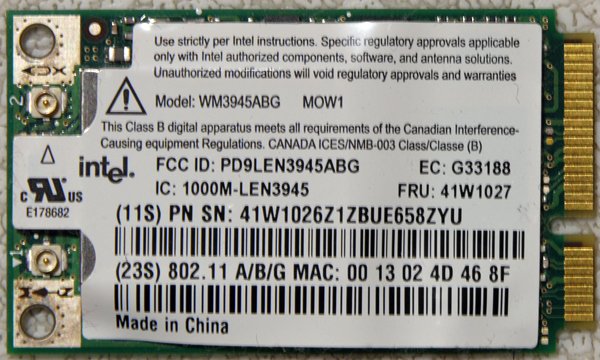 Use strictly per Intel instructions. Specific regulatory approvals applicable
only with Intel authorized components, software, and antenna solutions.
Unauthorized modifications will void regulatory approvals and warranties
2
Model: WM3945ABG MOW1
This Class B digital apparatus meets all requirements of the Canadian Interference-
Causing equipment Regulations. CANADA ICES/NMB-003 Class/Classe (B)
intel.
FCC ID: PD9LEN3945ABG EC: G33188
IC: 1000M-LEN3945 FRU: 41W1027
c RU US
E178682
(11S) PN SN: 41W1026Z1ZBUE658ZYU
(23S) 802.11 A/B/G MAC: 00 13 02 4D 46 8F
Made in China